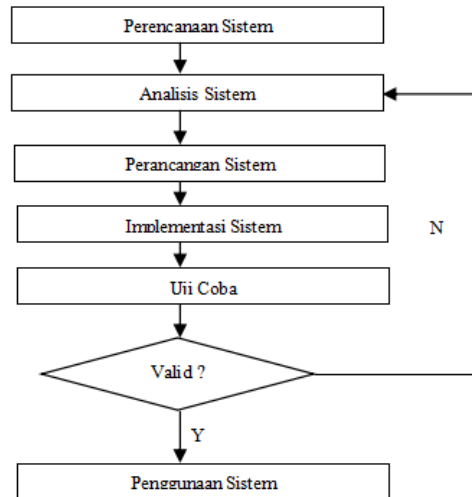 Perencanaan Sistem
Analisis Sistem
Perancangan Sistem
Implementasi Sistem
N
Uji Coba
Valid ?
Y
Penggunaan Sistem